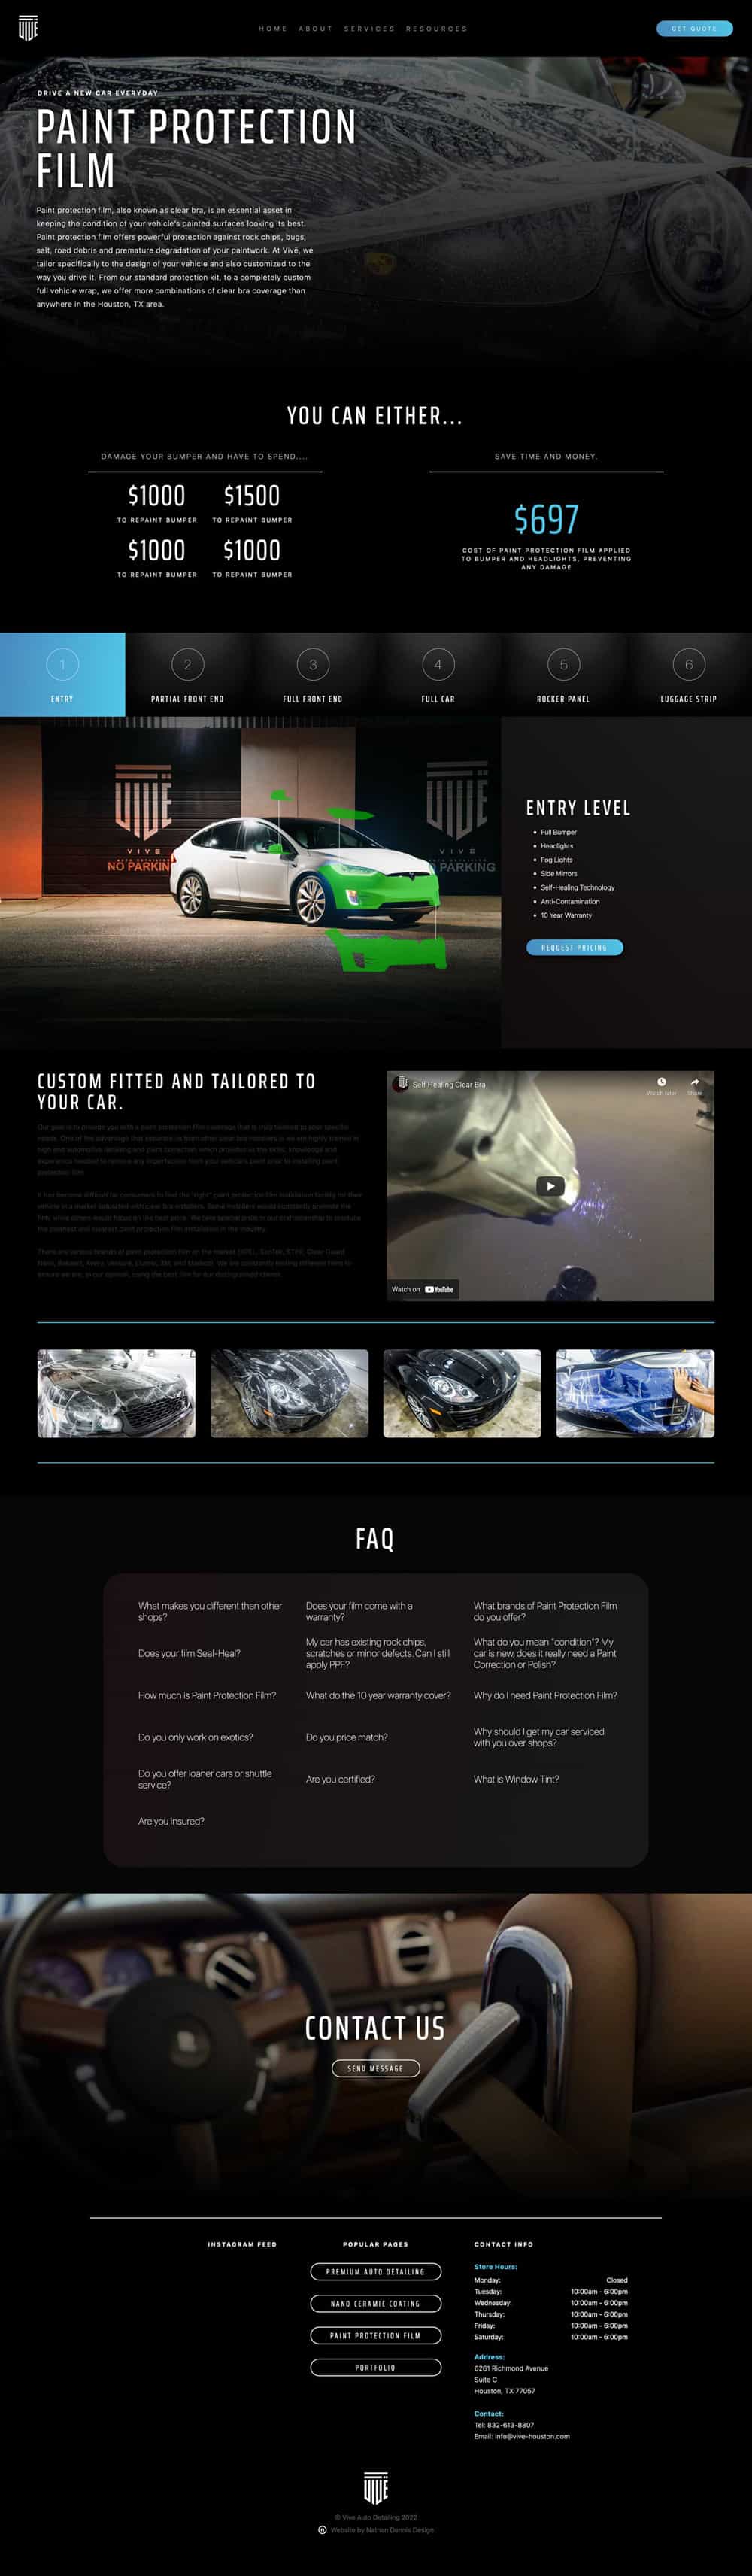 HOME ABOUT SERVICES RESOURCES
GET QUOTE
DRIVE A NEW CAR EVERYDAY
PAINT PROTECTION
FILM
Paint protection film, also known as clear bra, is an essential asset in
keeping the condition of your vehicle's painted surfaces looking its best.
Paint protection film offers powerful protection against rock chips, bugs,
salt, road debris and premature degradation of your paintwork. At Vivë, we
tailor specifically to the design of your vehicle and also customized to the
way you drive it. From our standard protection kit, to a completely custom
full vehicle wrap, we offer more combinations of clear bra coverage than
anywhere in the Houston, TX area.
YOU CAN EITHER...
DAMAGE YOUR BUMPER AND HAVE TO SPEND....
$1000 $1500
TO REPAINT BUMPER TO REPAINT BUMPER
$1000 $1000
TO REPAINT BUMPER TO REPAINT BUMPER
SAVE TIME AND MONEY.
$697
COST OF PAINT PROTECTION FILM APPLIED
TO BUMPER AND HEADLIGHTS, PREVENTING
ANY DAMAGE
1 2 3 4 5 6
ENTRY PARTIAL FRONT END FULL FRONT END FULL CAR ROCKER PANEL LUGGAGE STRIP
VIVE
NO PARKIN
VIVE
PARKING
ENTRY LEVEL
• Full Bumper
• Headlights
• Fog Lights
• Side Mirrors
• Self-Healing Technology
• Anti-Contamination
• 10 Year Warranty
REQUEST PRICING
CUSTOM FITTED AND TAILORED TO
YOUR CAR.
Self Healing Clear Bra
Watch later Share
Watch on YouTube
FAQ
What makes you different than other
shops?
Does your film come with a
warranty?
What brands of Paint Protection Film
do you offer?
Does your film Seal-Heal?
My car has existing rock chips,
scratches or minor defects. Can I still
apply PPF?
What do you mean "condition"? My
car is new, does it really need a Paint
Correction or Polish?
How much is Paint Protection Film?
What do the 10 year warranty cover?
Why do I need Paint Protection Film?
Do you only work on exotics?
Do you price match?
Why should I get my car serviced
with you over shops?
Do you offer loaner cars or shuttle
service?
Are you certified?
What is Window Tint?
Are you insured?
CONTACT US
SEND MESSAGE
INSTAGRAM FEED
POPULAR PAGES
PREMIUM AUTO DETAILING
NANO CERAMIC COATING
PAINT PROTECTION FILM
PORTFOLIO
CONTACT INFO
Store Hours:
Monday: Closed
Tuesday: 10:00am - 6:00pm
Wednesday: 10:00am - 6:00pm
Thursday: 10:00am - 6:00pm
Friday: 10:00am - 6:00pm
Saturday: 10:00am - 6:00pm
Address:
6261 Richmond Avenue
Suite C
Houston, TX 77057
Contact:
Tel: 832-613-8807
Email: info@vive-houston.com
© Vive Auto Detailing 2022
Website by Nathan Dennis Design